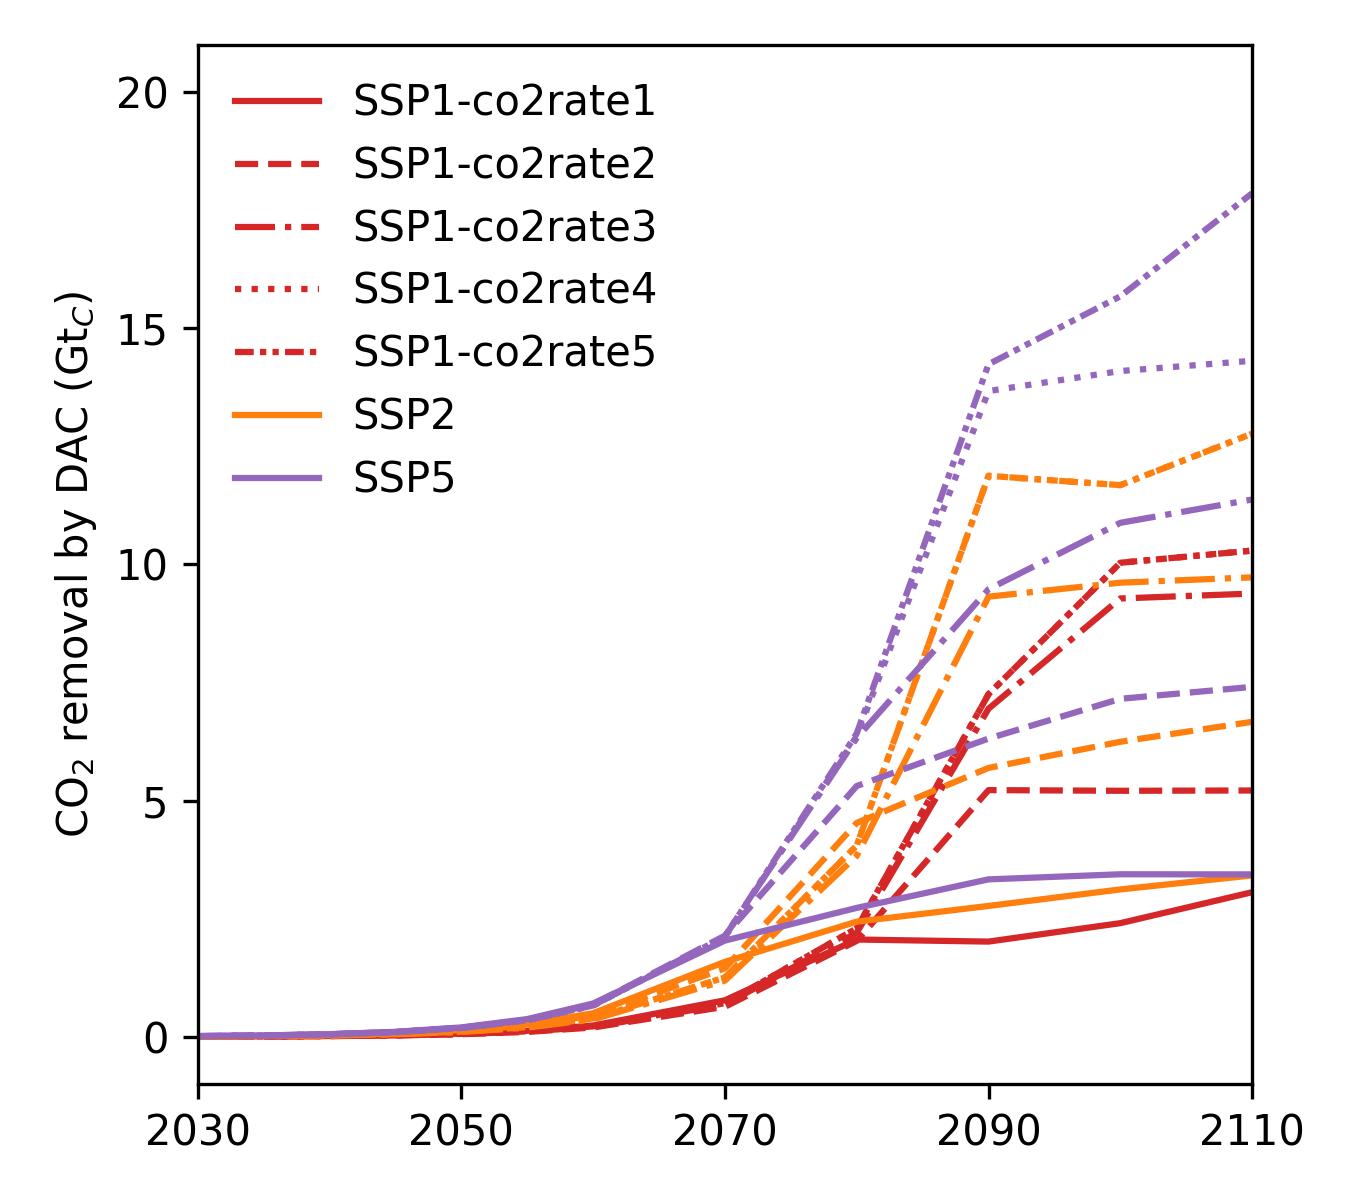 CO₂ removal by DAC (Gt_C)
20
15
10
5
0
SSP1-co2rate1
SSP1-co2rate2
SSP1-co2rate3
SSP1-co2rate4
SSP1-co2rate5
SSP2
SSP5
2030 2050 2070 2090 2110